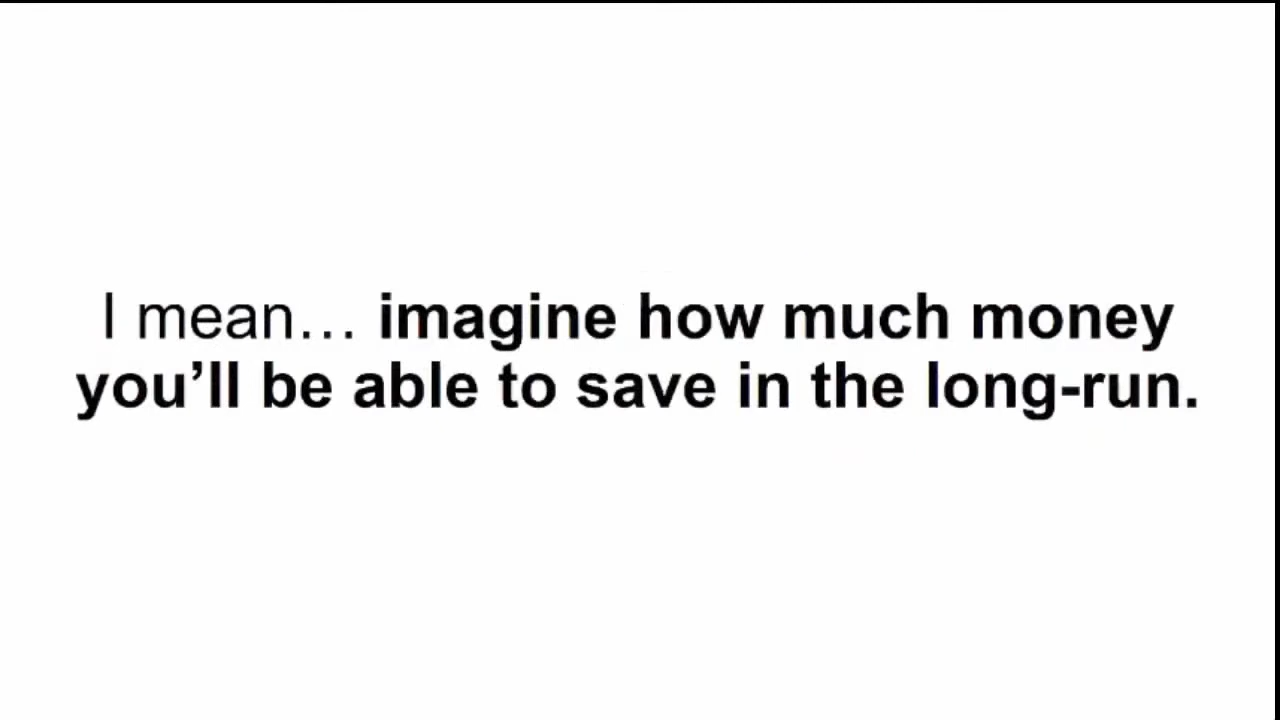 I mean… imagine how much money
you’ll be able to save in the long-run.